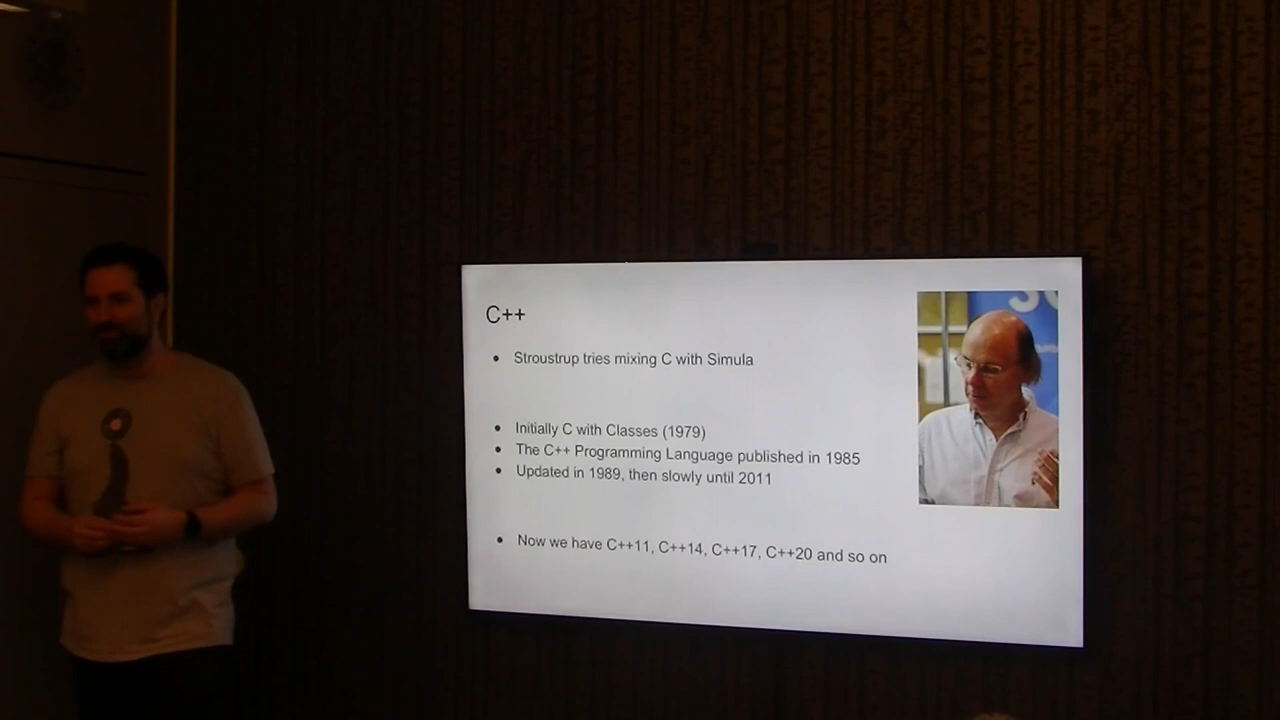 C++
• Stroustrup tries mixing C with Simula
• Initially C with Classes (1979)
• The C++ Programming Language published in 1985
• Updated in 1989, then slowly until 2011
• Now we have C++11, C++14, C++17, C++20 and so on